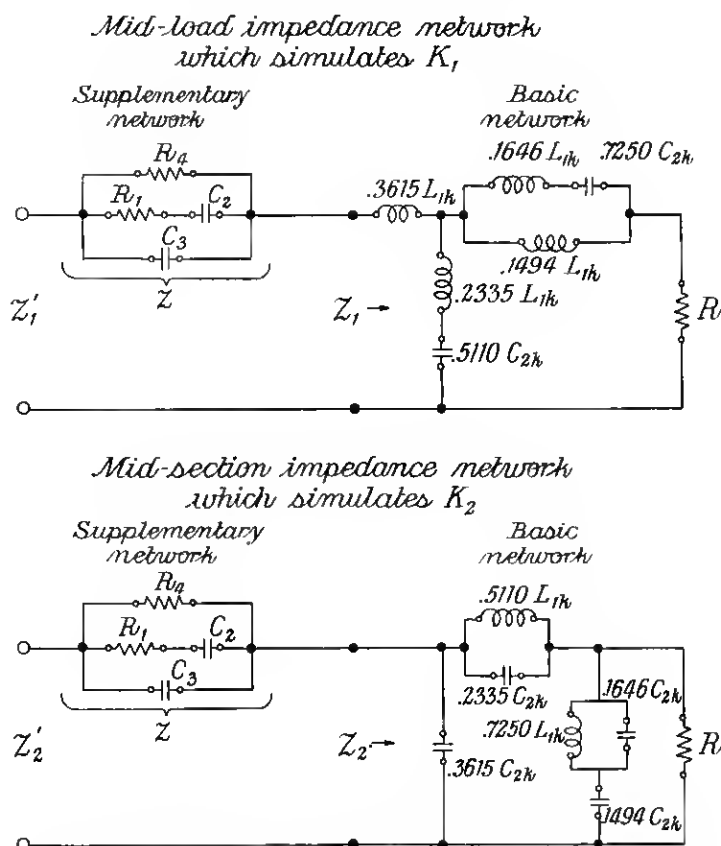 Mid-load impedance network
which simulates K₁
Supplementary
network
Basic
network
R₄
R₁
C₂
C₃
Z
Z₁'
Z₁ →
.3615 L₁ₖ
.1646 L₁ₖ
.7250 C₂ₖ
.1494 L₁ₖ
.2335 L₁ₖ
.5110 C₂ₖ
R
Mid-section impedance network
which simulates K₂
Supplementary
network
Basic
network
R₄
R₁
C₂
C₃
Z
Z₂'
Z₂ →
.5110 L₁ₖ
.2335 C₂ₖ
.3615 C₂ₖ
.1646 C₂ₖ
.7250 L₁ₖ
.1494 C₂ₖ
R